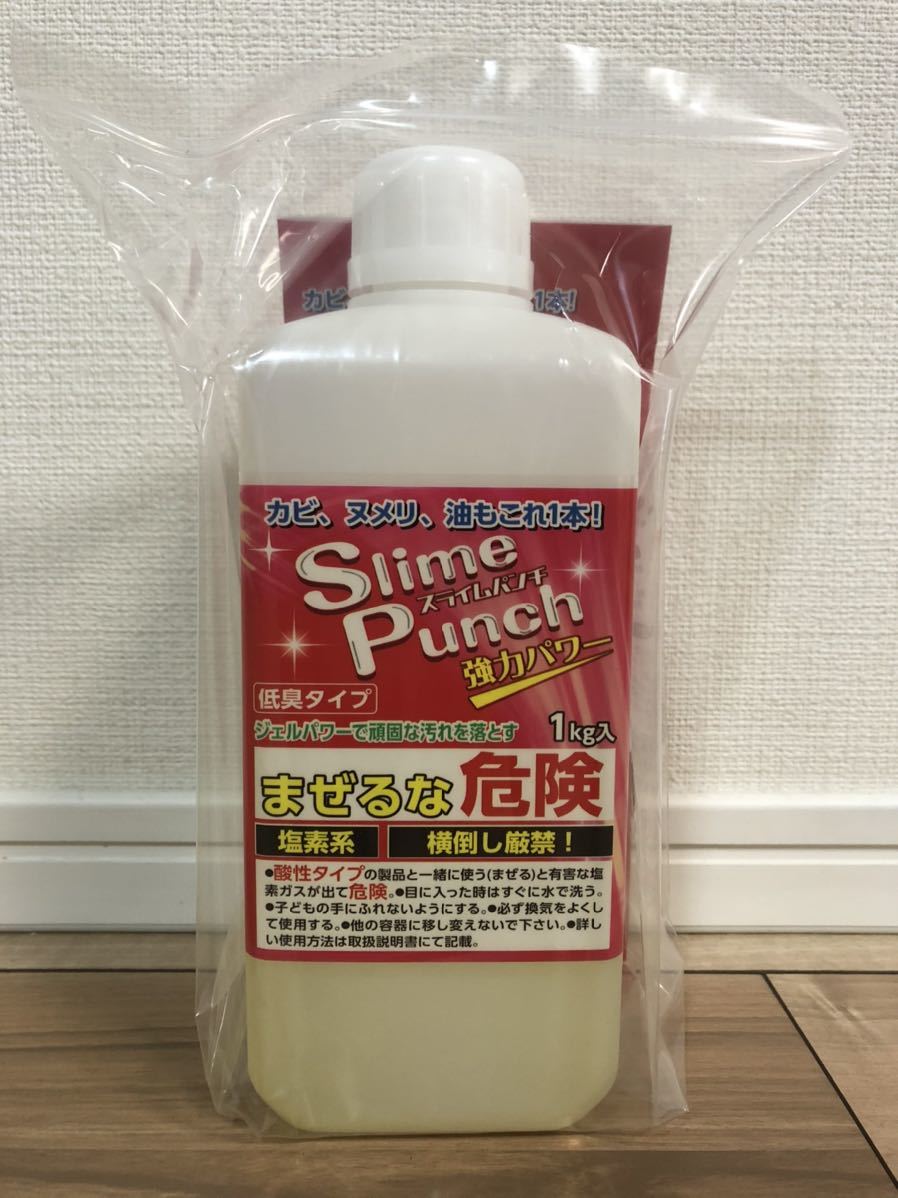 カビ、
1本!
カビ、ヌメリ、油もこれ1本!
Slime
スライムパンチ
Punch
強力パワー
低臭タイプ
ジェルパワーで頑固な汚れを落とす
1kg入
まぜるな危険
塩素系
横倒し厳禁！
•酸性タイプの製品と一緒に使う(まぜる)と有害な塩
素ガスが出て危険。•目に入った時はすぐに水で洗う。
•子どもの手にふれないようにする。•必ず換気をよくし
て使用する。•他の容器に移し変えないで下さい。•詳し
い使用方法は取扱説明書にて記載。